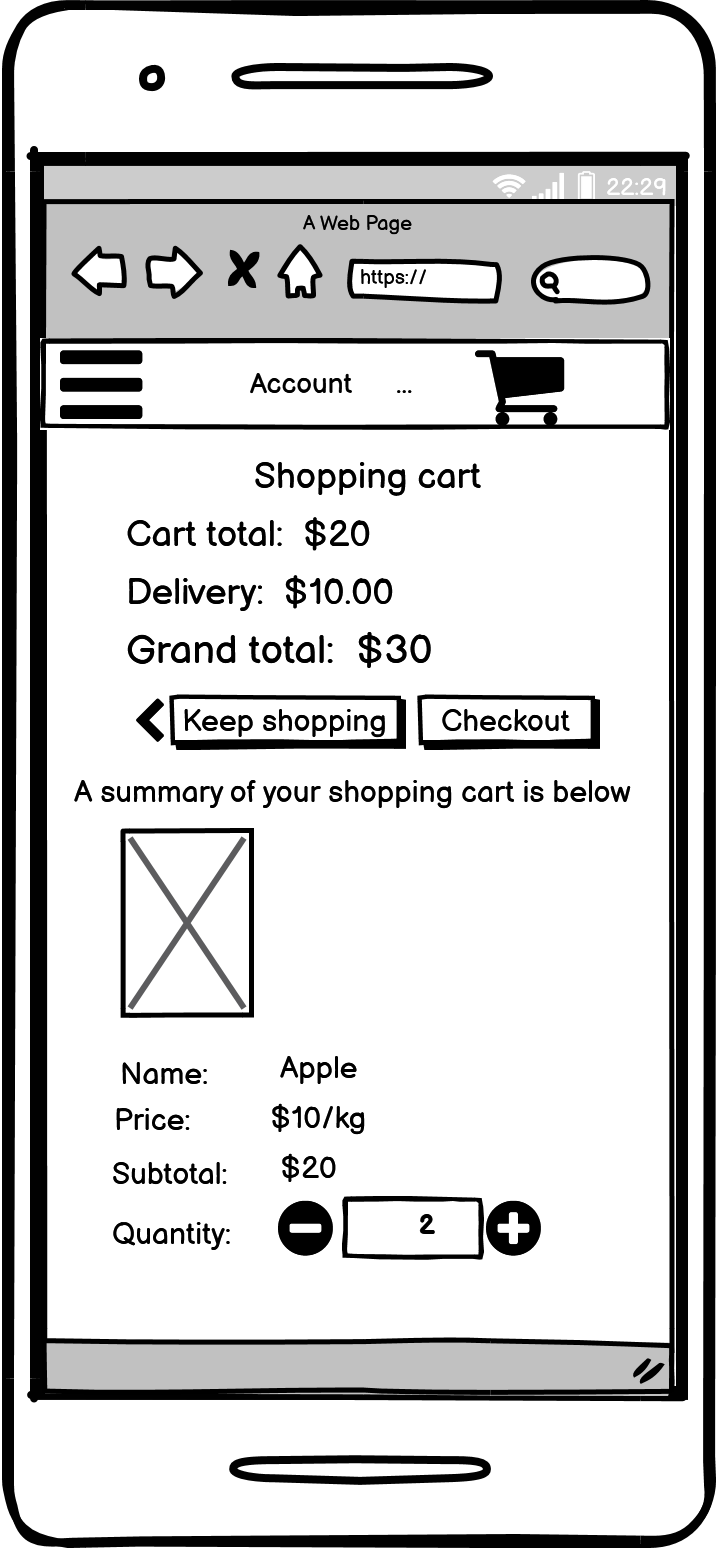 22:29
A Web Page
https://
Account ...
Shopping cart
Cart total: $20
Delivery: $10.00
Grand total: $30
Keep shopping Checkout
A summary of your shopping cart is below
Name: Apple
Price: $10/kg
Subtotal: $20
Quantity: 2